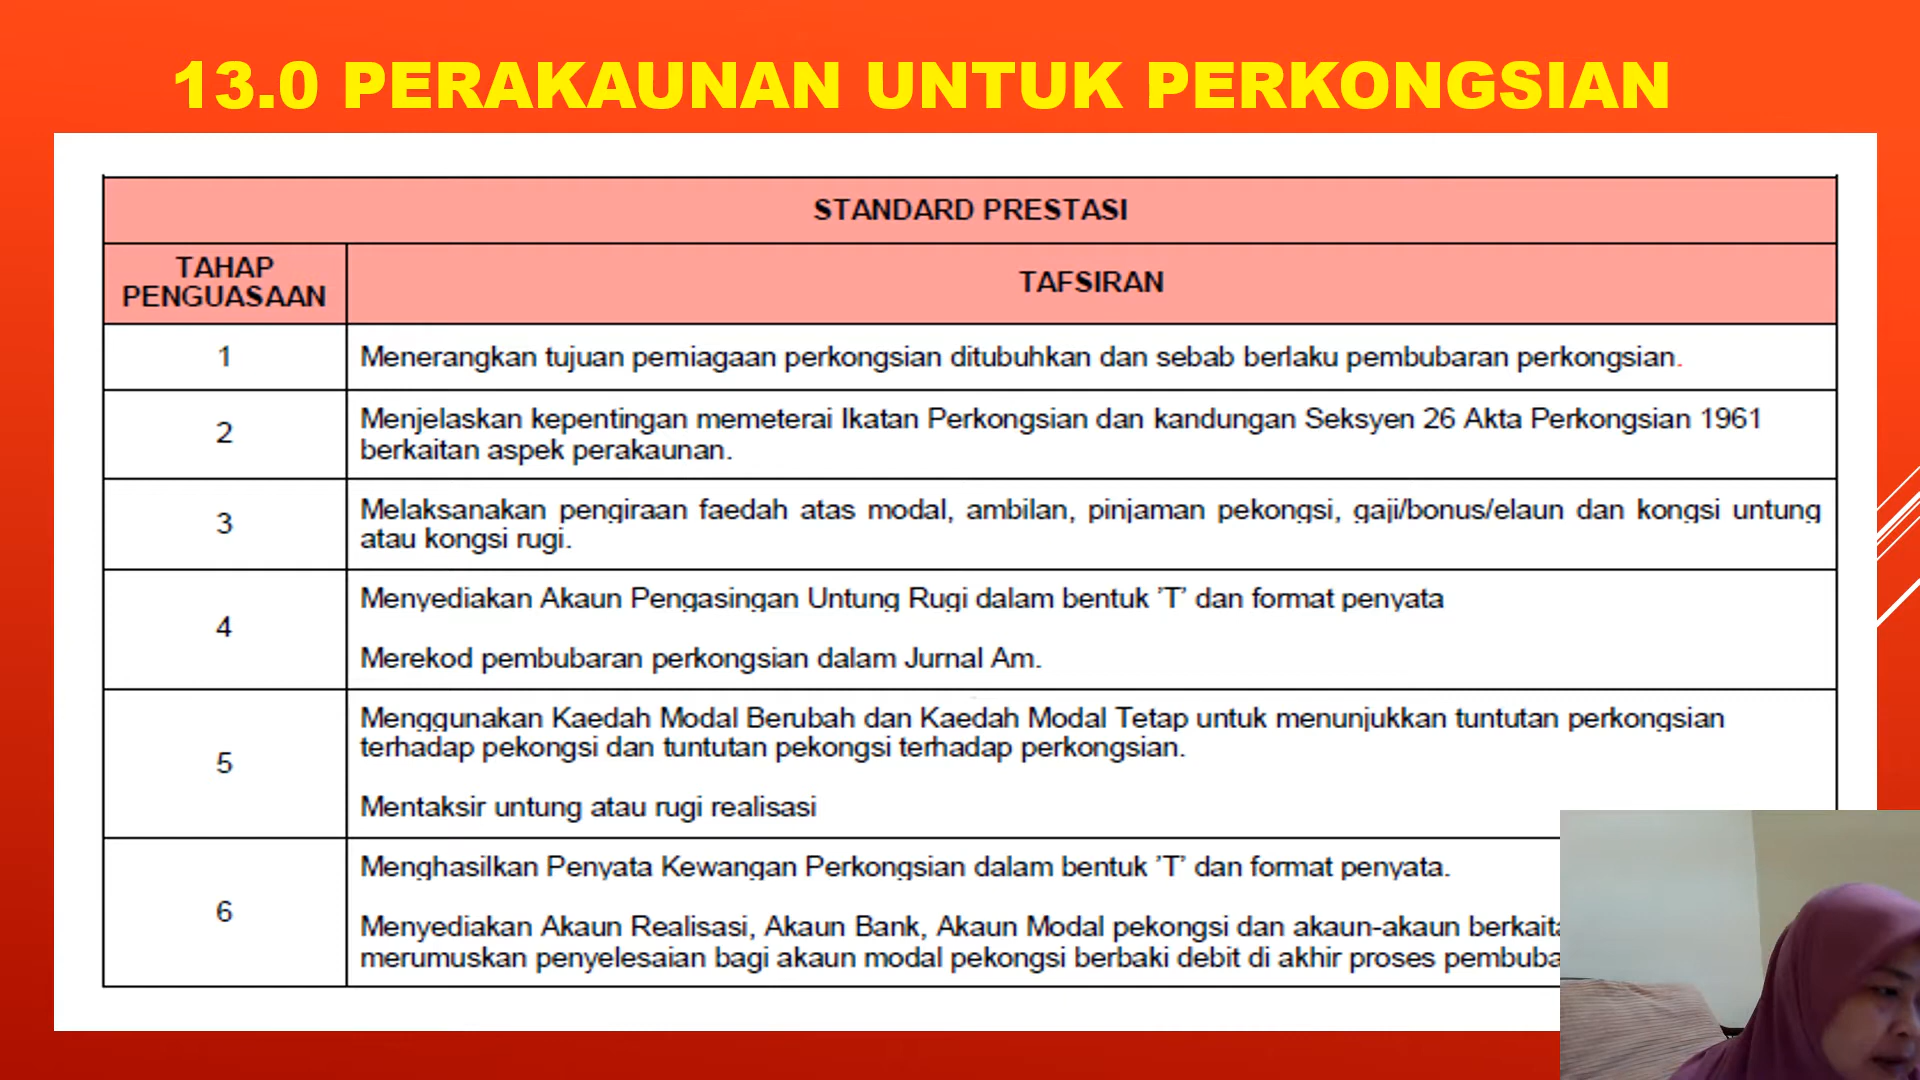 13.0 PERAKAUNAN UNTUK PERKONGSIAN
STANDARD PRESTASI
TAHAP
PENGUASAAN
TAFSIRAN
1
Menerangkan tujuan perniagaan perkongsian ditubuhkan dan sebab berlaku pembubaran perkongsian.
2
Menjelaskan kepentingan memeterai Ikatan Perkongsian dan kandungan Seksyen 26 Akta Perkongsian 1961
berkaitan aspek perakaunan.
3
Melaksanakan pengiraan faedah atas modal, ambilan, pinjaman pekongsi, gaji/bonus/elaun dan kongsi untung
atau kongsi rugi.
4
Menyediakan Akaun Pengasingan Untung Rugi dalam bentuk 'T' dan format penyata
Merekod pembubaran perkongsian dalam Jurnal Am.
5
Menggunakan Kaedah Modal Berubah dan Kaedah Modal Tetap untuk menunjukkan tuntutan perkongsian
terhadap pekongsi dan tuntutan pekongsi terhadap perkongsian.
Mentaksir untung atau rugi realisasi
6
Menghasilkan Penyata Kewangan Perkongsian dalam bentuk 'T' dan format penyata.
Menyediakan Akaun Realisasi, Akaun Bank, Akaun Modal pekongsi dan akaun-akaun
merumuskan penyelesaian bagi akaun modal pekongsi berbaki debit di akhir proses